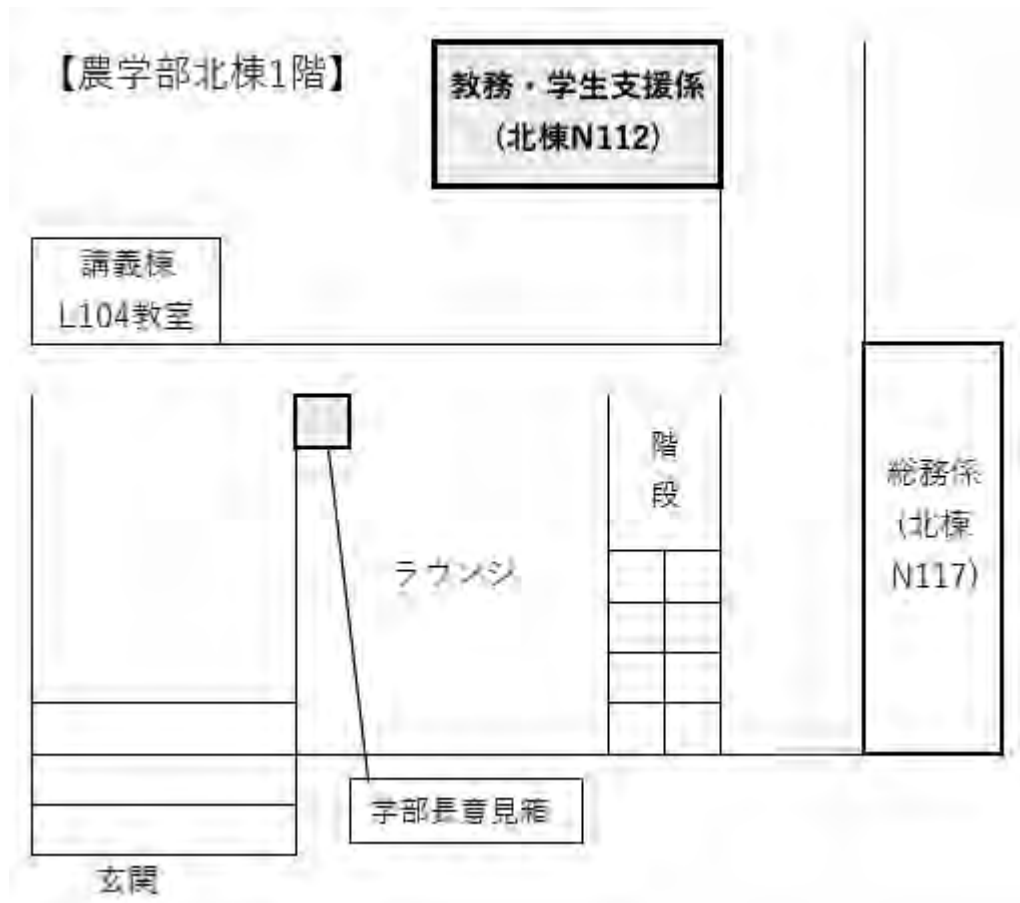 【農学部北棟1階】
教務・学生支援係
(北棟N112)
講義棟
L104教室
階
段
ラウンジ
総務係
(北棟
N117)
学部長意見箱
玄関